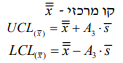 קו מרכזי - x̿
UCL₍x̄₎ = x̿ + A₃ · s̄
LCL₍x̄₎ = x̿ − A₃ · s̄